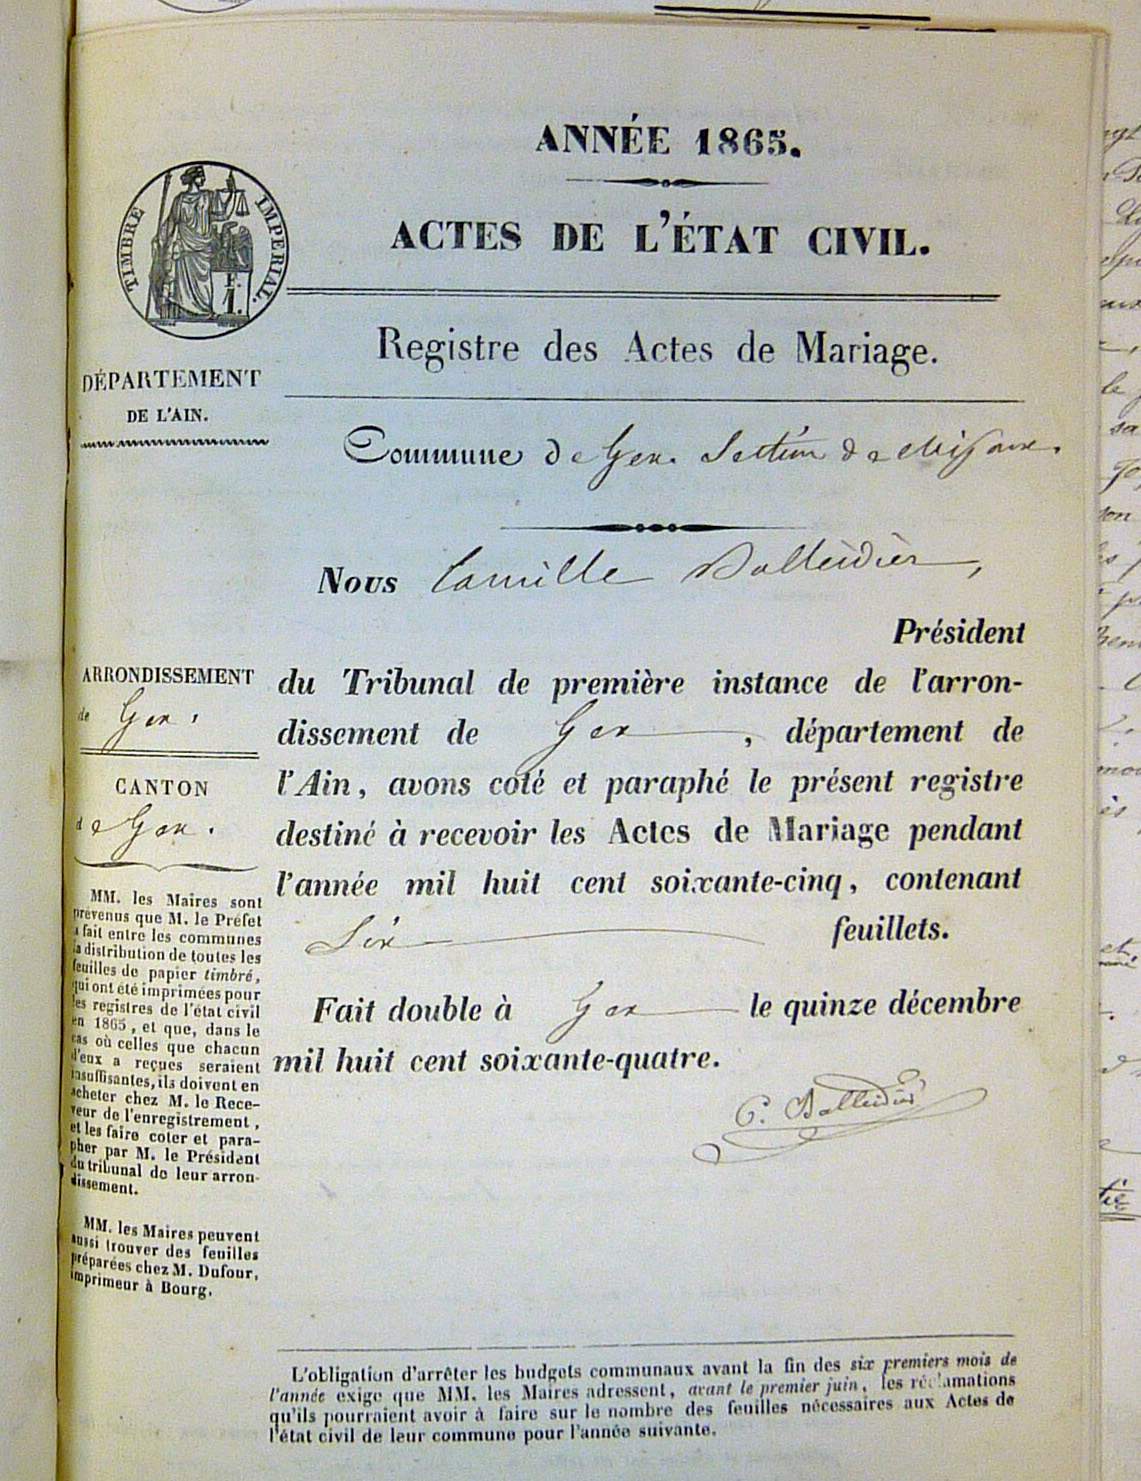 ANNÉE 1865.
ACTES DE L'ÉTAT CIVIL.
TIMBRE IMPERIAL.
Registre des Actes de Mariage.
DÉPARTEMENT
DE L'AIN.
Commune de Gex. Section de
Nous Camille Balleidier,
Président
du Tribunal de première instance de l'arron-
dissement de Gex, département de
l'Ain, avons coté et paraphé le présent registre
destiné à recevoir les Actes de Mariage pendant
l'année mil huit cent soixante-cinq, contenant
Six feuillets.
Fait double à Gex le quinze décembre
mil huit cent soixante-quatre.
C. Balleidier
ARRONDISSEMENT
de Gex.
CANTON
de Gex.
MM. les Maires sont
prévenus que M. le Préfet
a fait entre les communes
la distribution de toutes les
feuilles de papier timbré,
qui ont été imprimées pour
les registres de l'état civil
en 1865, et que, dans le
cas où celles que chacun
d'eux a reçues seraient
insuffisantes, ils doivent en
acheter chez M. le Rece-
veur de l'enregistrement,
et les faire coter et para-
pher par M. le Président
du tribunal de leur arron-
dissement.
MM. les Maires peuvent
aussi trouver des feuilles
préparées chez M. Dufour,
imprimeur à Bourg.
L'obligation d'arrêter les budgets communaux avant la fin des six premiers mois de
l'année exige que MM. les Maires adressent, avant le premier juin, les réclamations
qu'ils pourraient avoir à faire sur le nombre des feuilles nécessaires aux Actes de
l'état civil de leur commune pour l'année suivante.